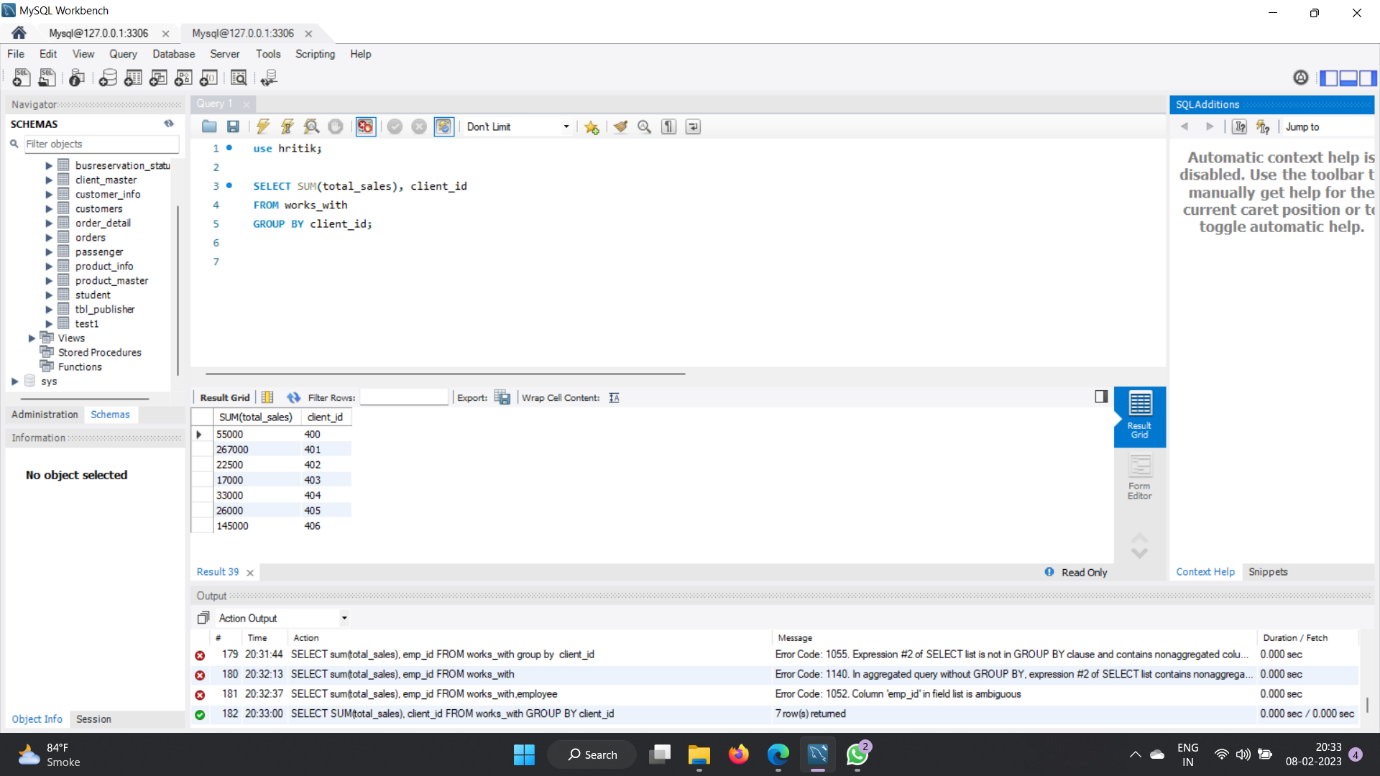 MySQL Workbench
Mysql@127.0.0.1:3306 Mysql@127.0.0.1:3306
File Edit View Query Database Server Tools Scripting Help
Navigator
SCHEMAS
Filter objects
busreservation_statu
client_master
customer_info
customers
order_detail
orders
passenger
product_info
product_master
student
tbl_publisher
test1
Views
Stored Procedures
Functions
sys
Administration Schemas
Information
No object selected
Object Info Session
Query 1
Don't Limit
1 use hritik;
2
3 SELECT SUM(total_sales), client_id
4 FROM works_with
5 GROUP BY client_id;
6
7
Result Grid Filter Rows: Export: Wrap Cell Content:
SUM(total_sales) client_id
55000 400
267000 401
22500 402
17000 403
33000 404
26000 405
145000 406
Result Grid
Form Editor
Result 39 Read Only
SQLAdditions
Jump to
Automatic context help is
disabled. Use the toolbar t
manually get help for the
current caret position or to
toggle automatic help.
Context Help Snippets
Output
Action Output
# Time Action Message Duration / Fetch
179 20:31:44 SELECT sum(total_sales), emp_id FROM works_with group by client_id Error Code: 1055. Expression #2 of SELECT list is not in GROUP BY clause and contains nonaggregated colu... 0.000 sec
180 20:32:13 SELECT sum(total_sales), emp_id FROM works_with Error Code: 1140. In aggregated query without GROUP BY, expression #2 of SELECT list contains nonaggrega... 0.000 sec
181 20:32:37 SELECT sum(total_sales), emp_id FROM works_with,employee Error Code: 1052. Column 'emp_id' in field list is ambiguous 0.000 sec
182 20:33:00 SELECT SUM(total_sales), client_id FROM works_with GROUP BY client_id 7 row(s) returned 0.000 sec / 0.000 sec
84°F
Smoke
Search
2
ENG
IN
20:33
08-02-2023
4